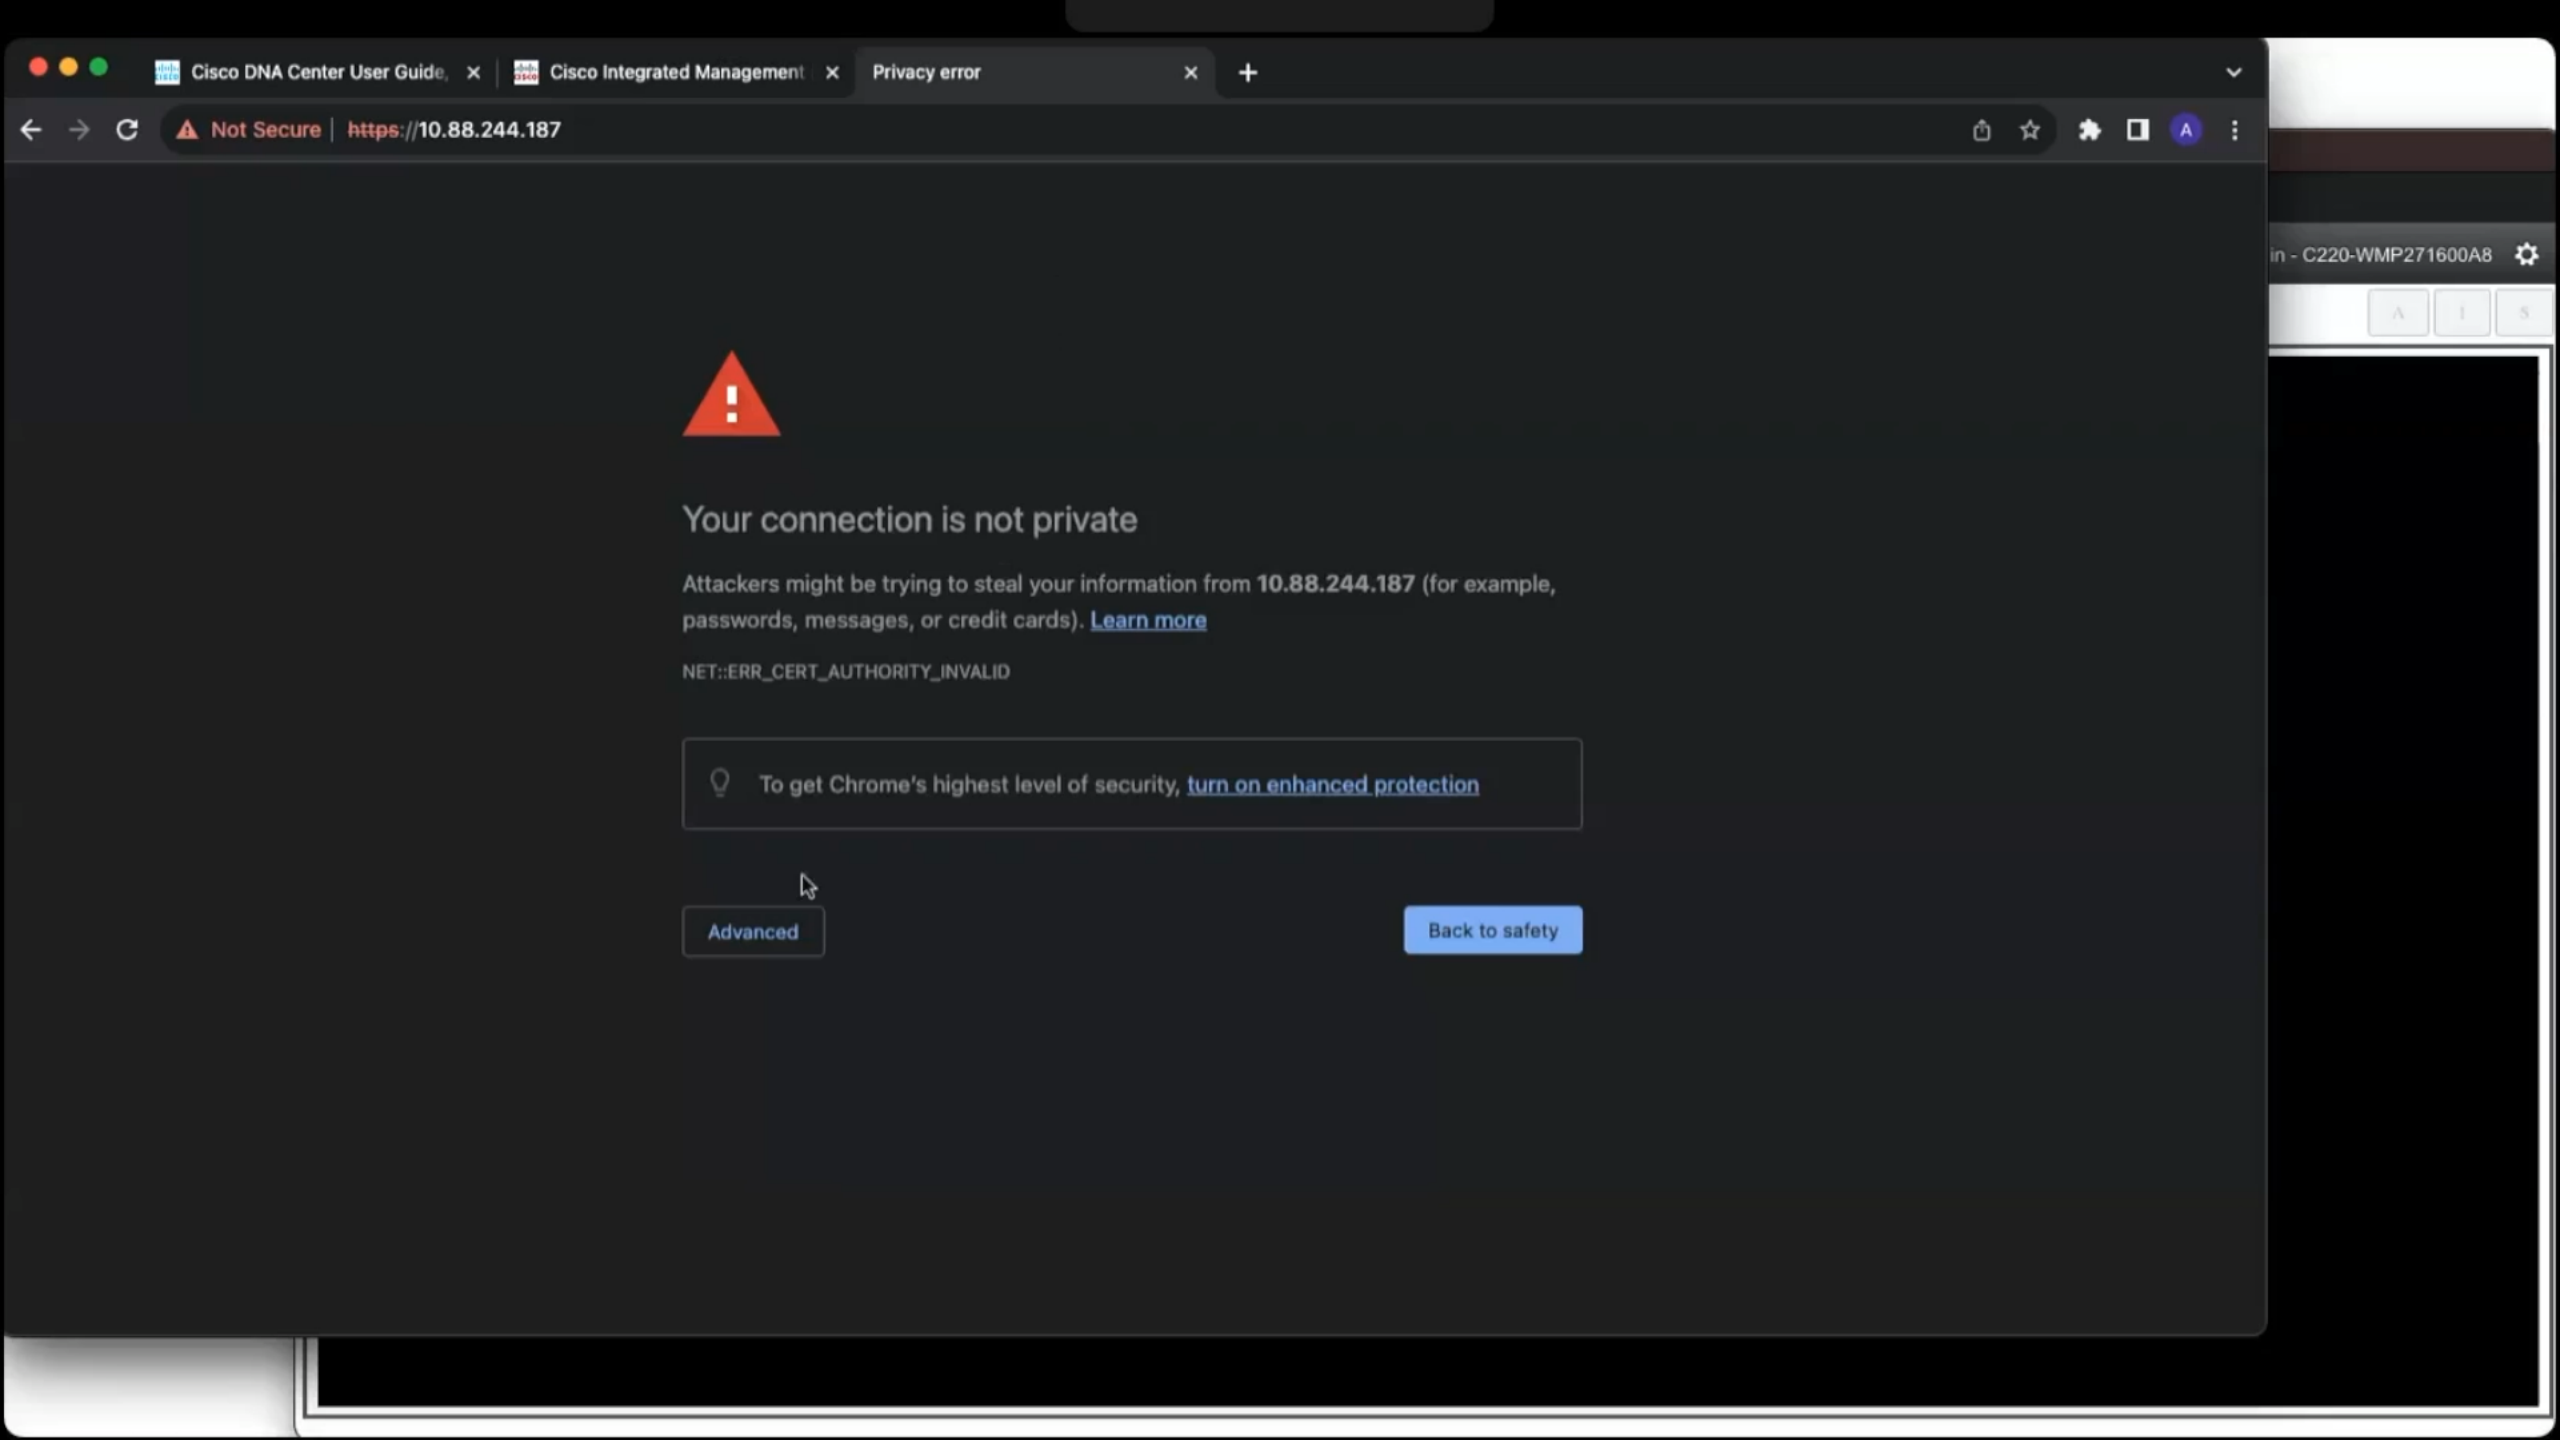 Cisco DNA Center User Guide,
Cisco Integrated Management
Privacy error
Not Secure | https://10.88.244.187
A
in - C220-WMP271600A8
A I S
Your connection is not private
Attackers might be trying to steal your information from 10.88.244.187 (for example,
passwords, messages, or credit cards). Learn more
NET::ERR_CERT_AUTHORITY_INVALID
To get Chrome's highest level of security, turn on enhanced protection
Advanced
Back to safety